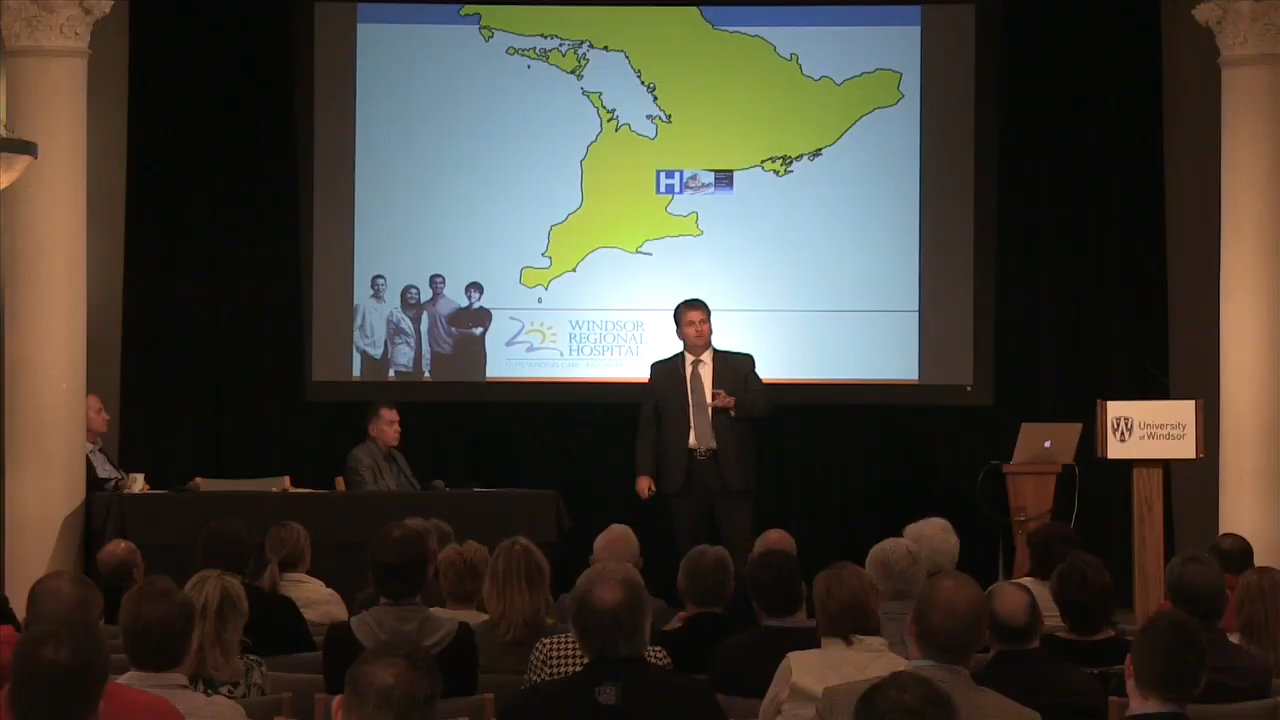 H
WINDSOR
REGIONAL
HOSPITAL
University
of Windsor